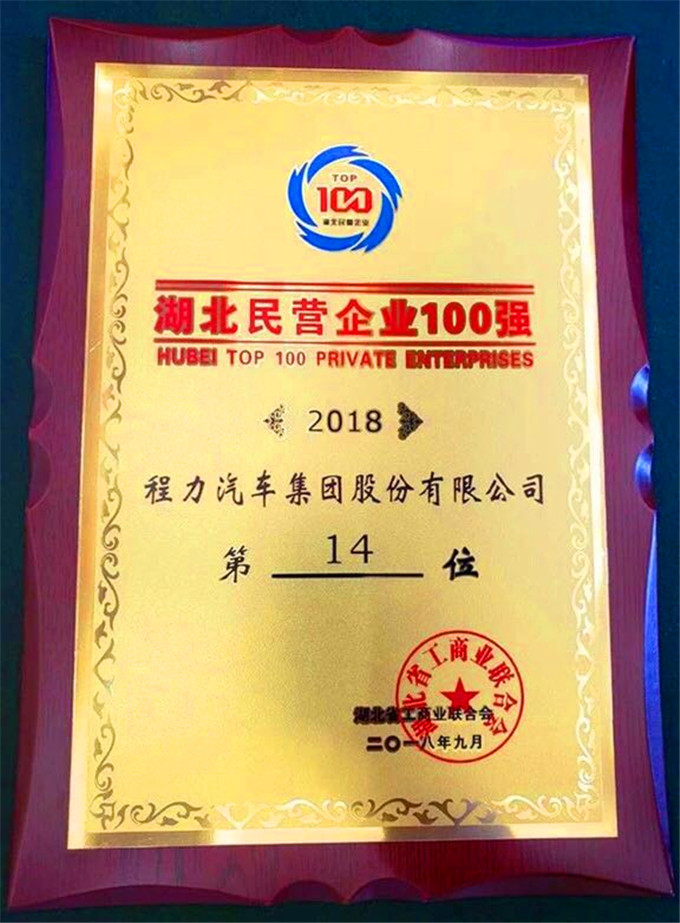 TOP
100
湖北民营企业
湖北民营企业100强
HUBEI TOP 100 PRIVATE ENTERPRISES
2018
程力汽车集团股份有限公司
第 14 位
湖北省工商业联合会
湖北省工商业联合会
二〇一八年九月